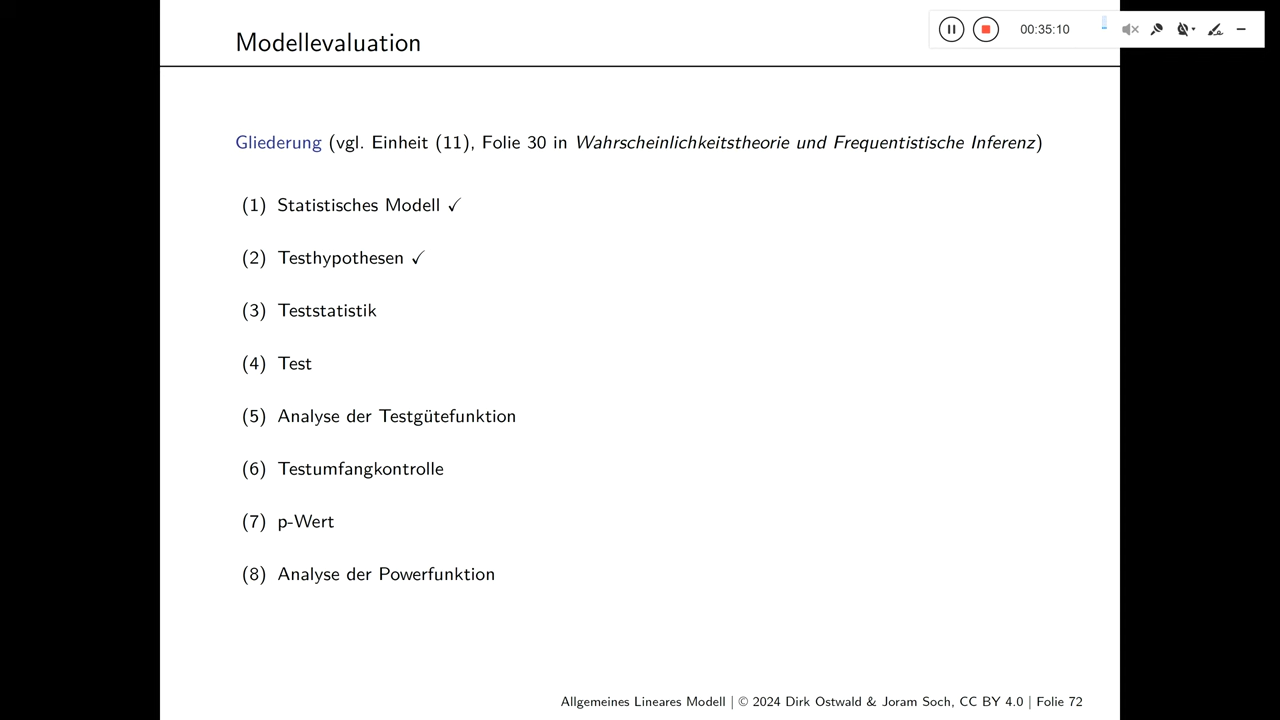 Modellevaluation
00:35:10
Gliederung (vgl. Einheit (11), Folie 30 in Wahrscheinlichkeitstheorie und Frequentistische Inferenz)
(1) Statistisches Modell ✓
(2) Testhypothesen ✓
(3) Teststatistik
(4) Test
(5) Analyse der Testgütefunktion
(6) Testumfangkontrolle
(7) p-Wert
(8) Analyse der Powerfunktion
Allgemeines Lineares Modell | © 2024 Dirk Ostwald & Joram Soch, CC BY 4.0 | Folie 72